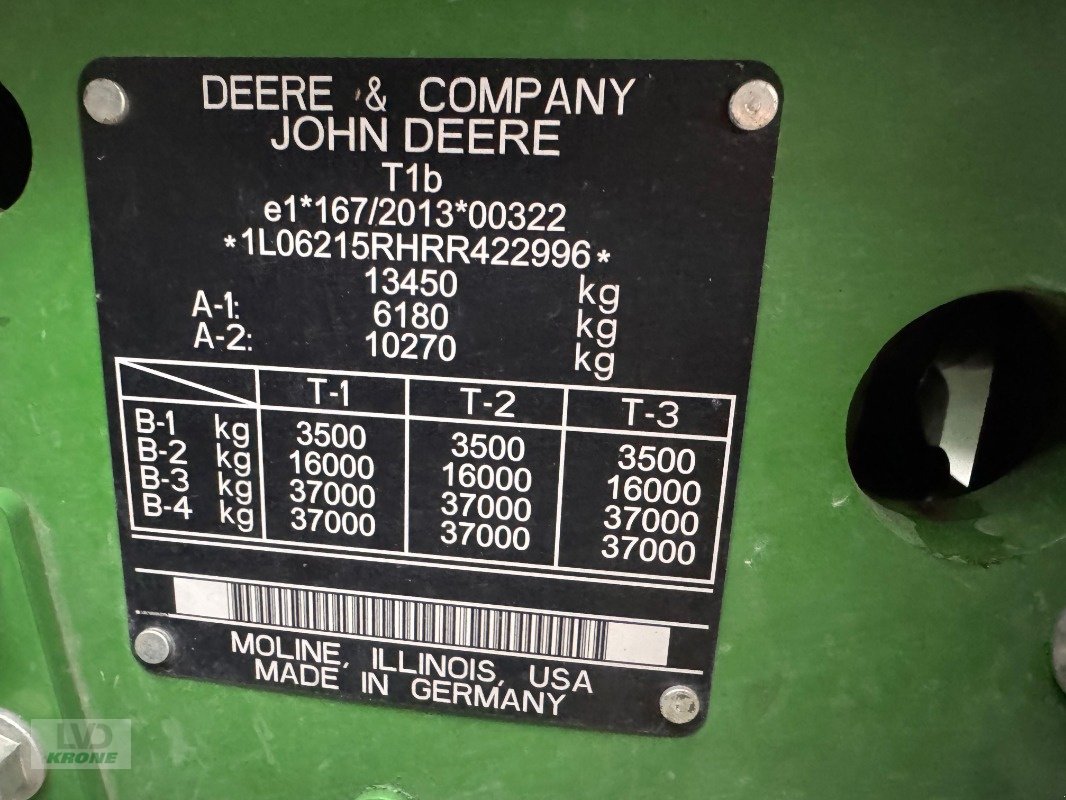 DEERE & COMPANY
JOHN DEERE
T1b
e1*167/2013*00322
*1L06215RHRR422996*
13450 kg
A-1: 6180 kg
A-2: 10270 kg
T-1 T-2 T-3
B-1 kg 3500 3500 3500
B-2 kg 16000 16000 16000
B-3 kg 37000 37000 37000
B-4 kg 37000 37000 37000
MOLINE, ILLINOIS, USA
MADE IN GERMANY
LVD
KRONE